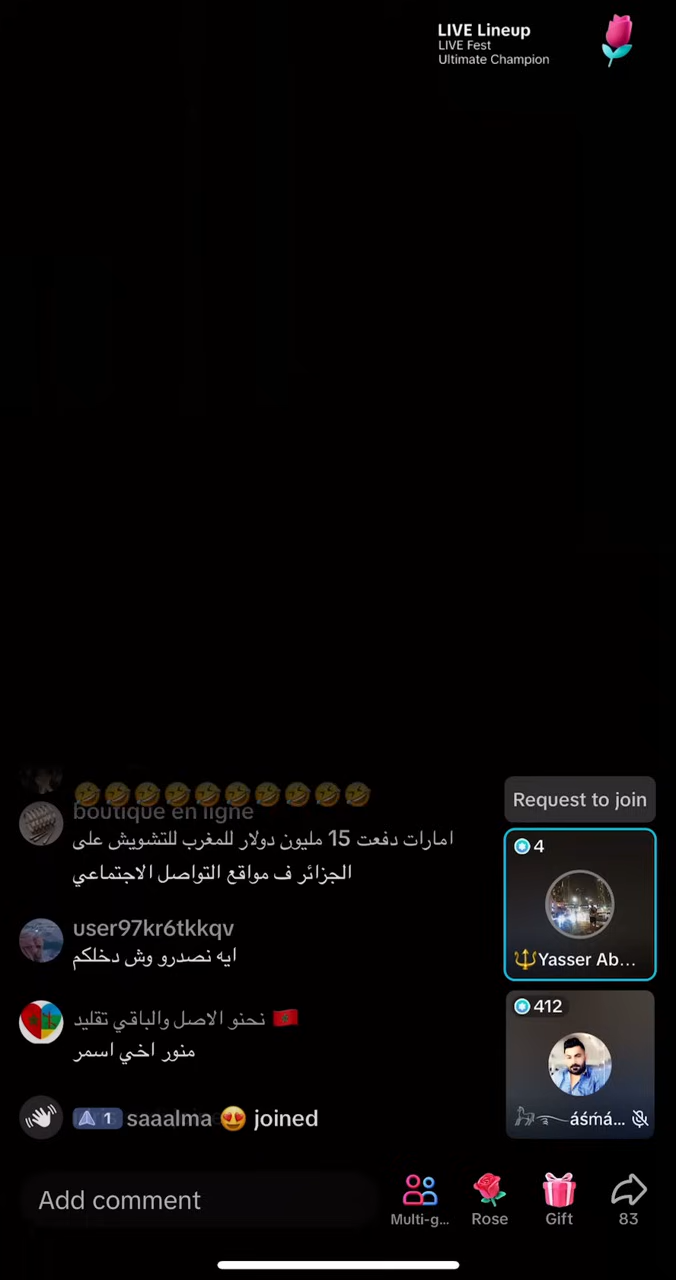 LIVE Lineup
LIVE Fest
Ultimate Champion
🤣🤣🤣🤣🤣🤣🤣🤣🤣🤣
boutique en ligne
امارات دفعت 15 مليون دولار للمغرب للتشويش على
الجزائر ف مواقع التواصل الاجتماعي
user97kr6tkkqv
ايه نصدرو وش دخلكم
نحنو الاصل والباقي تقليد 🇲🇦
منور اخي اسمر
1 saaalma😍 joined
Request to join
4
🔱Yasser Ab...
412
áśḿá...
Add comment
Multi-g...
Rose
Gift
83